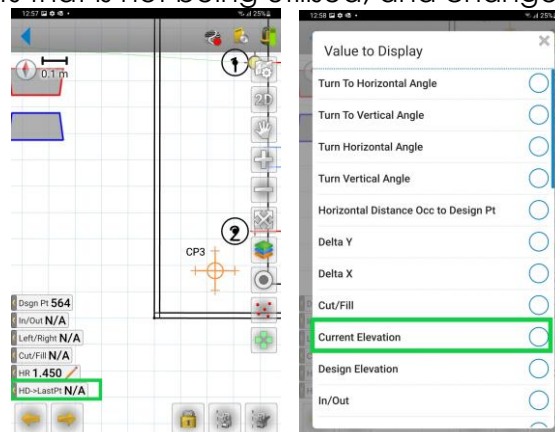 that is not being utilised, and change
12:57
25%
0.1 m
1
2D
2
CP3
Dsgn Pt 564
In/Out N/A
Left/Right N/A
Cut/Fill N/A
HR 1.450
HD->LastPt N/A
12:58
25%
Value to Display
Turn To Horizontal Angle
Turn To Vertical Angle
Turn Horizontal Angle
Turn Vertical Angle
Horizontal Distance Occ to Design Pt
Delta Y
Delta X
Cut/Fill
Current Elevation
Design Elevation
In/Out